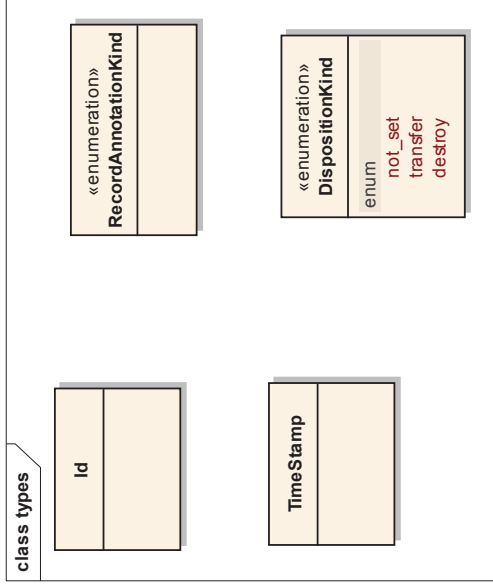 class types
Id
«enumeration»
RecordAnnotationKind
TimeStamp
«enumeration»
DispositionKind
enum
not_set
transfer
destroy